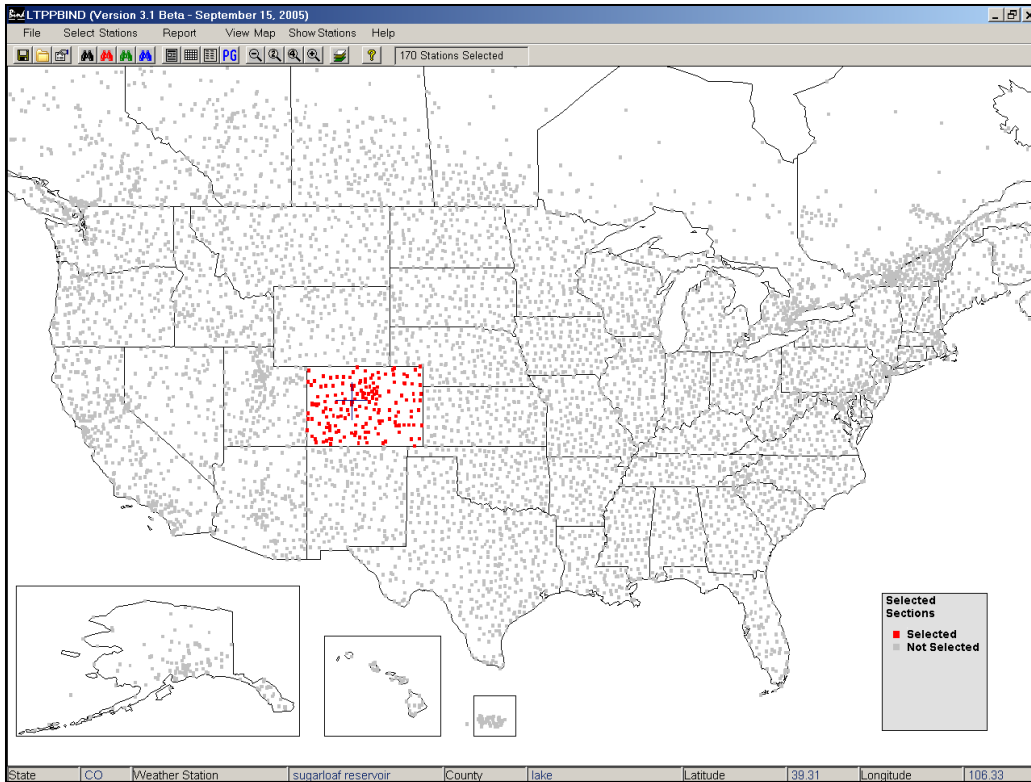 LTPPBIND (Version 3.1 Beta - September 15, 2005)
File Select Stations Report View Map Show Stations Help
PG 2 4 ? 170 Stations Selected
Selected
Sections
Selected
Not Selected
State CO Weather Station sugarloaf reservoir County lake Latitude 39.31 Longitude 106.33